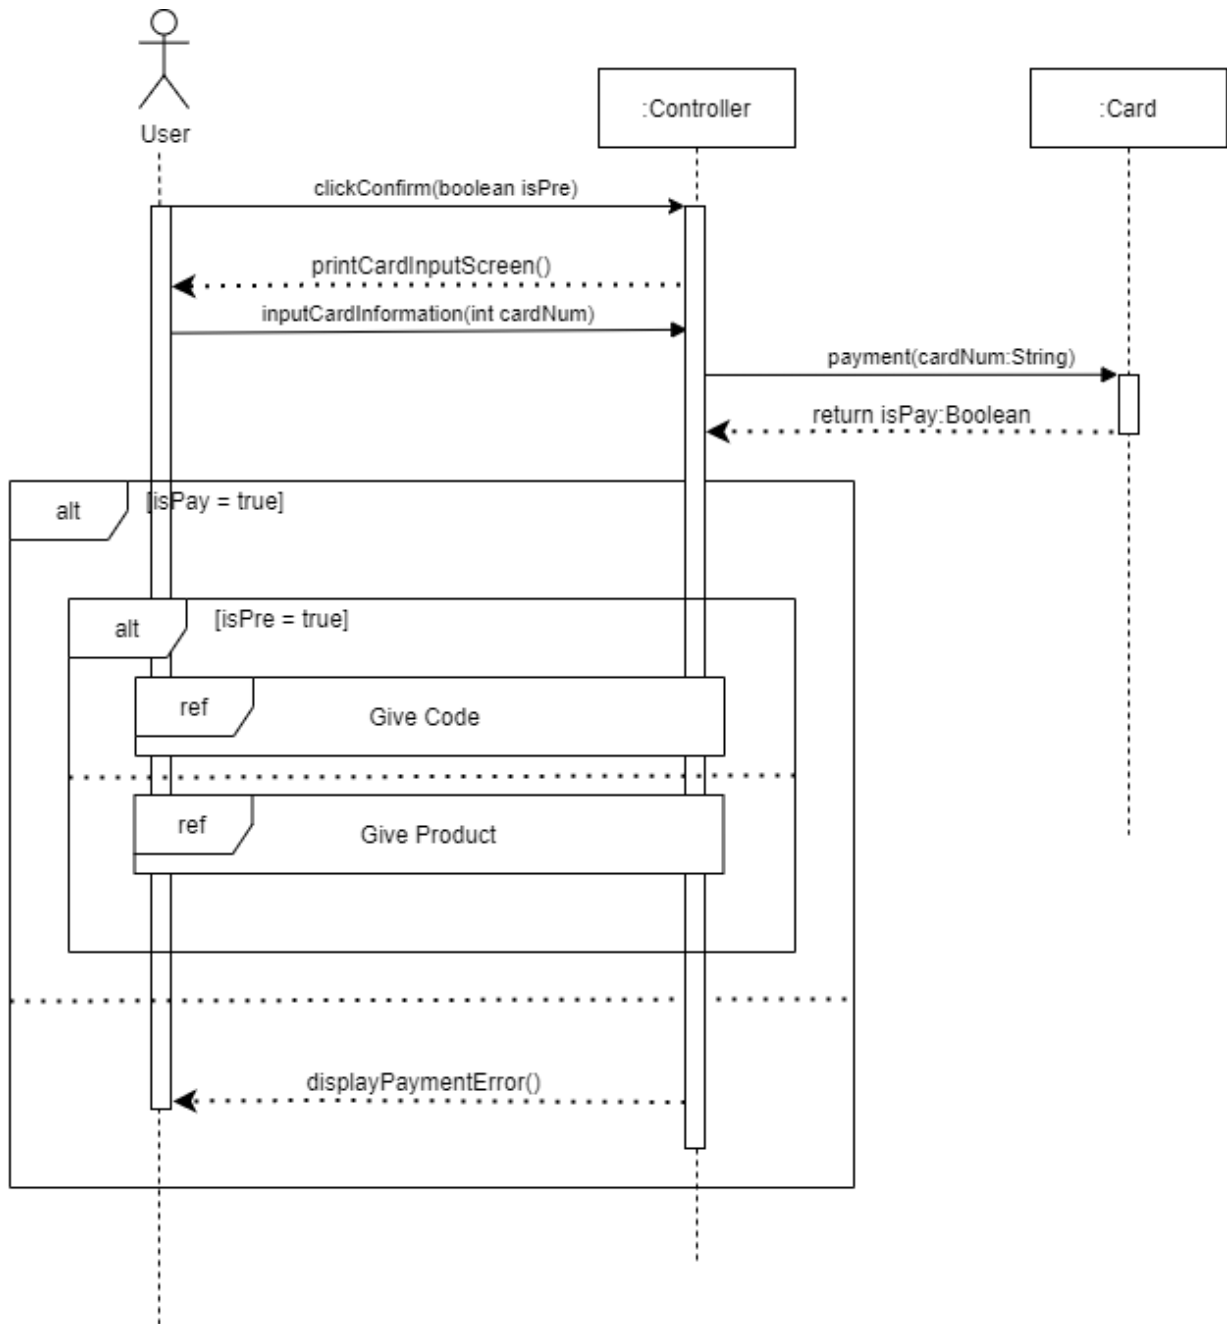 User
:Controller
:Card
clickConfirm(boolean isPre)
printCardInputScreen()
inputCardInformation(int cardNum)
payment(cardNum:String)
return isPay:Boolean
alt
[isPay = true]
alt
[isPre = true]
ref
Give Code
ref
Give Product
displayPaymentError()